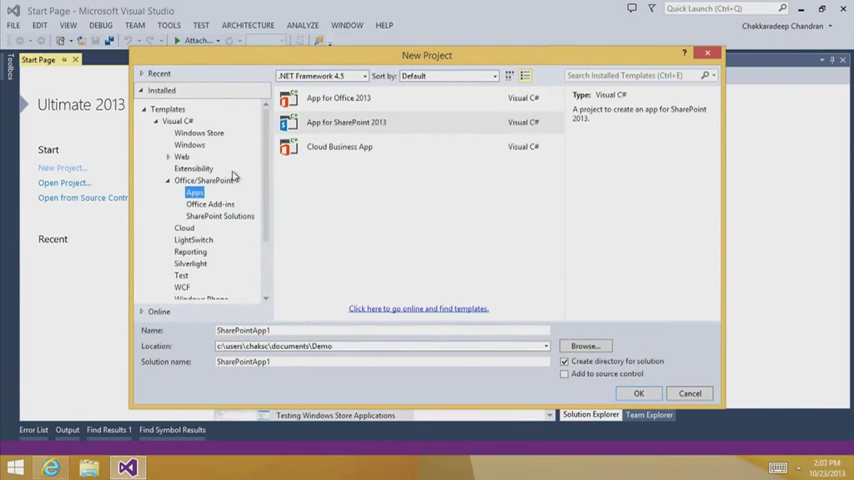 Start Page - Microsoft Visual Studio
Quick Launch (Ctrl+Q)
FILE EDIT VIEW DEBUG TEAM TOOLS TEST ARCHITECTURE ANALYZE WINDOW HELP
Chakkaradeep Chandran
Attach...
New Project
Toolbox
Start Page
Ultimate 2013
Start
New Project...
Open Project...
Open from Source Contr
Recent
Recent
Installed
Templates
Visual C#
Windows Store
Windows
Web
Extensibility
Office/SharePoint
Apps
Office Add-ins
SharePoint Solutions
Cloud
LightSwitch
Reporting
Silverlight
Test
WCF
Windows Phone
Online
.NET Framework 4.5
Sort by: Default
Search Installed Templates (Ctrl+E)
App for Office 2013 Visual C#
App for SharePoint 2013 Visual C#
Cloud Business App Visual C#
Type: Visual C#
A project to create an app for SharePoint
2013.
Click here to go online and find templates.
Name: SharePointApp1
Location: c:\users\chaksc\documents\Demo
Browse...
Solution name: SharePointApp1
Create directory for solution
Add to source control
OK Cancel
Testing Windows Store Applications
Solution Explorer Team Explorer
Error List Output Find Results 1 Find Symbol Results
2:03 PM
10/23/2013